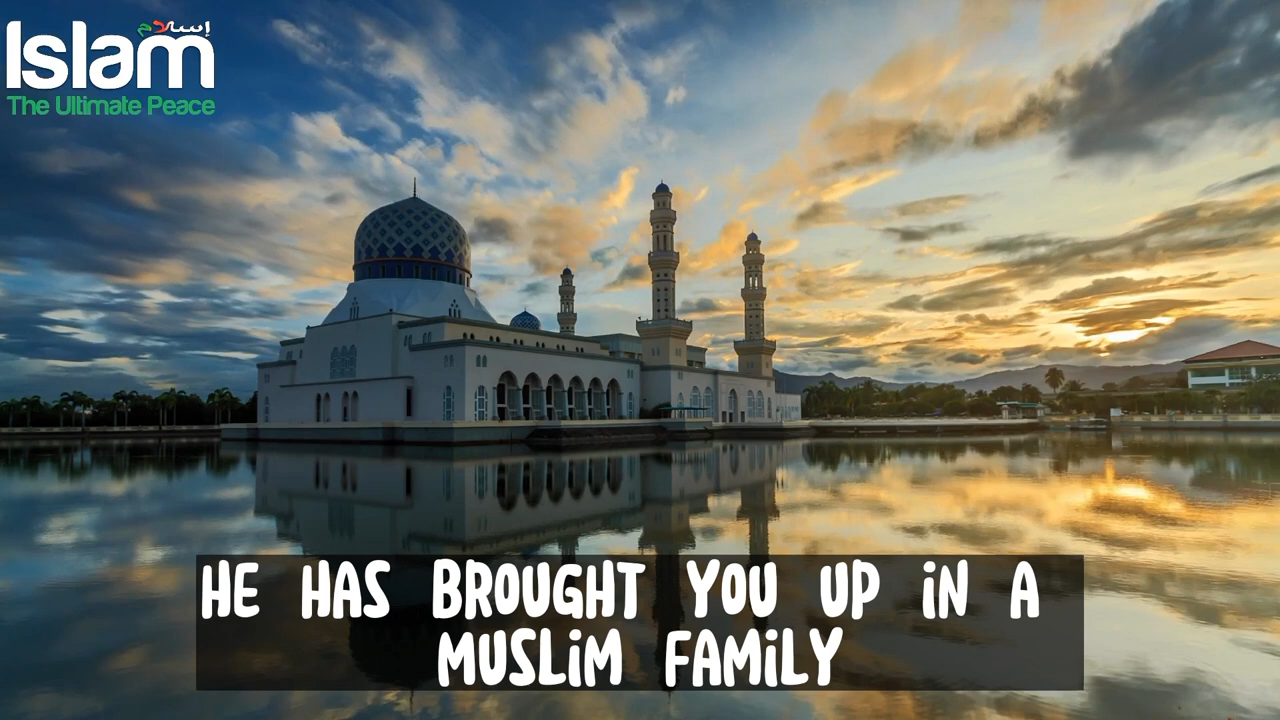 إسلام
Islam
The Ultimate Peace
HE HAS BROUGHT YOU UP IN A
MUSLIM FAMILY